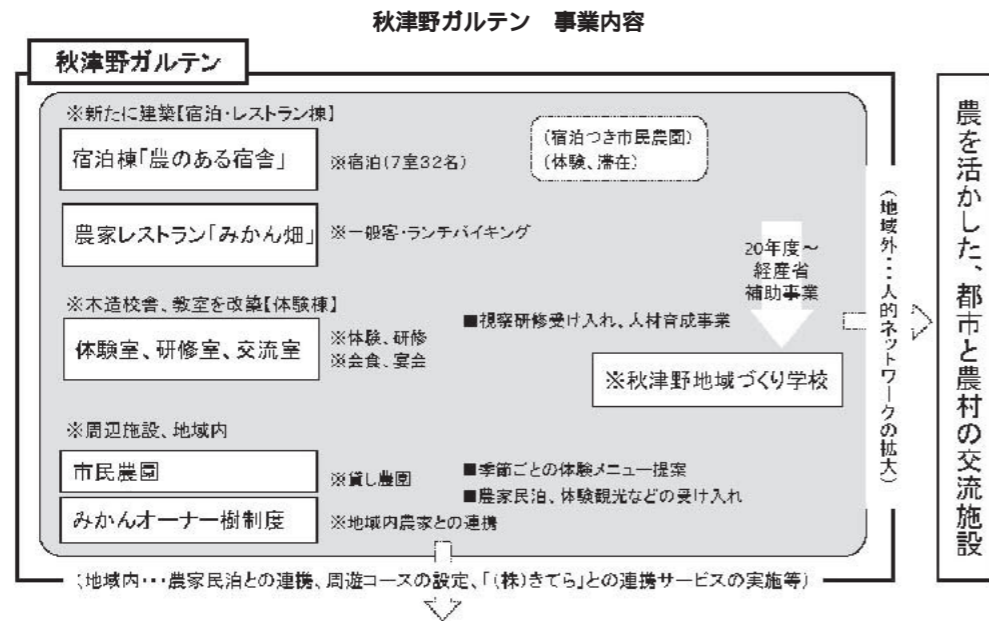 秋津野ガルテン 事業内容
秋津野ガルテン
※新たに建築【宿泊・レストラン棟】
宿泊棟「農のある宿舎」
※宿泊(7室32名)
(宿泊つき市民農園)
(体験、滞在)
農家レストラン「みかん畑」
※一般客・ランチバイキング
20年度~
経産省
補助事業
※木造校舎、教室を改築【体験棟】
体験室、研修室、交流室
※体験、研修
※会食、宴会
■視察研修受け入れ、人材育成事業
※秋津野地域づくり学校
※周辺施設、地域内
市民農園
※貸し農園
■季節ごとの体験メニュー提案
■農家民泊、体験観光などの受け入れ
みかんオーナー樹制度
※地域内農家との連携
(地域内・・・農家民泊との連携、周遊コースの設定、「(株)きてら」との連携サービスの実施等)
(地域外・・・人的ネットワークの拡大)
農を活かした、都市と農村の交流施設